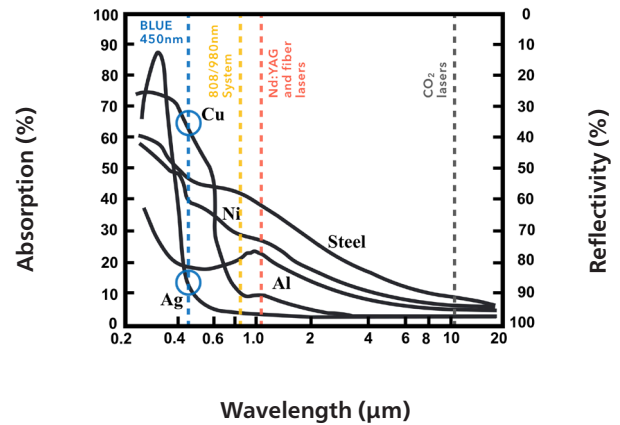 100
90
80
70
60
50
40
30
20
10
0
Absorption (%)
BLUE
450nm
808/980nm
System
Nd:YAG
and fiber
lasers
CO₂
lasers
Cu
Ni
Steel
Al
Ag
0
10
20
30
40
50
60
70
80
90
100
Reflectivity (%)
0.2 0.4 0.6 1.0 2 4 6 8 10 20
Wavelength (μm)